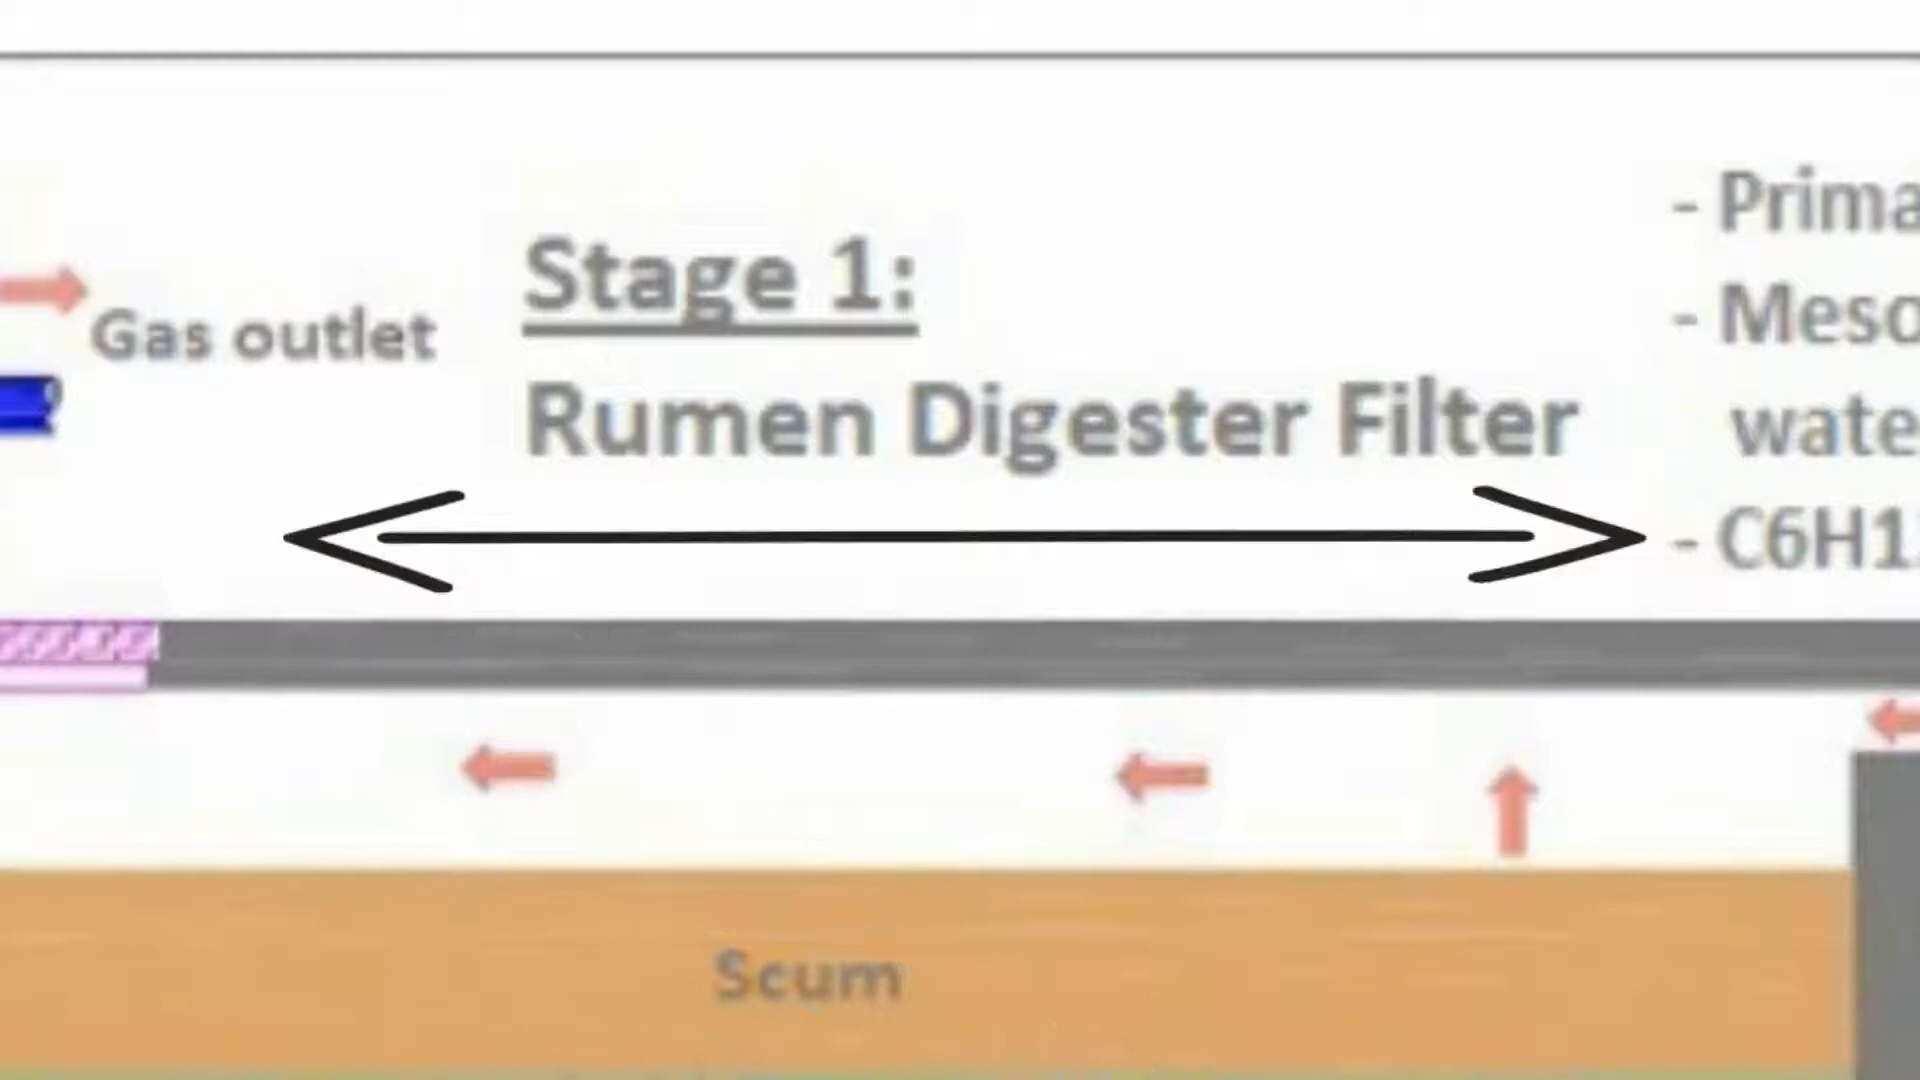 Gas outlet
Stage 1:
Rumen Digester Filter
- Prima
- Meso
wate
- C6H1
Scum